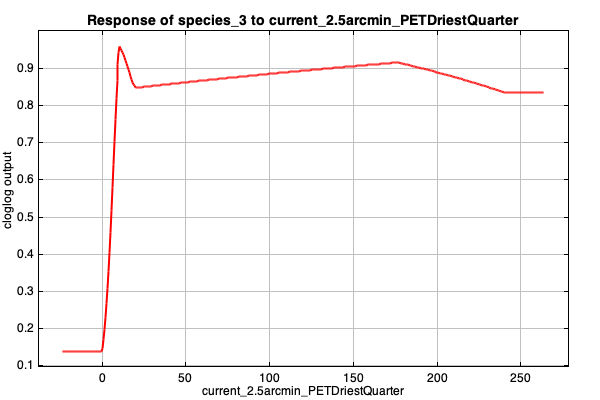 Response of species_3 to current_2.5arcmin_PETDriestQuarter
cloglog output
0.9
0.8
0.7
0.6
0.5
0.4
0.3
0.2
0.1
0 50 100 150 200 250
current_2.5arcmin_PETDriestQuarter